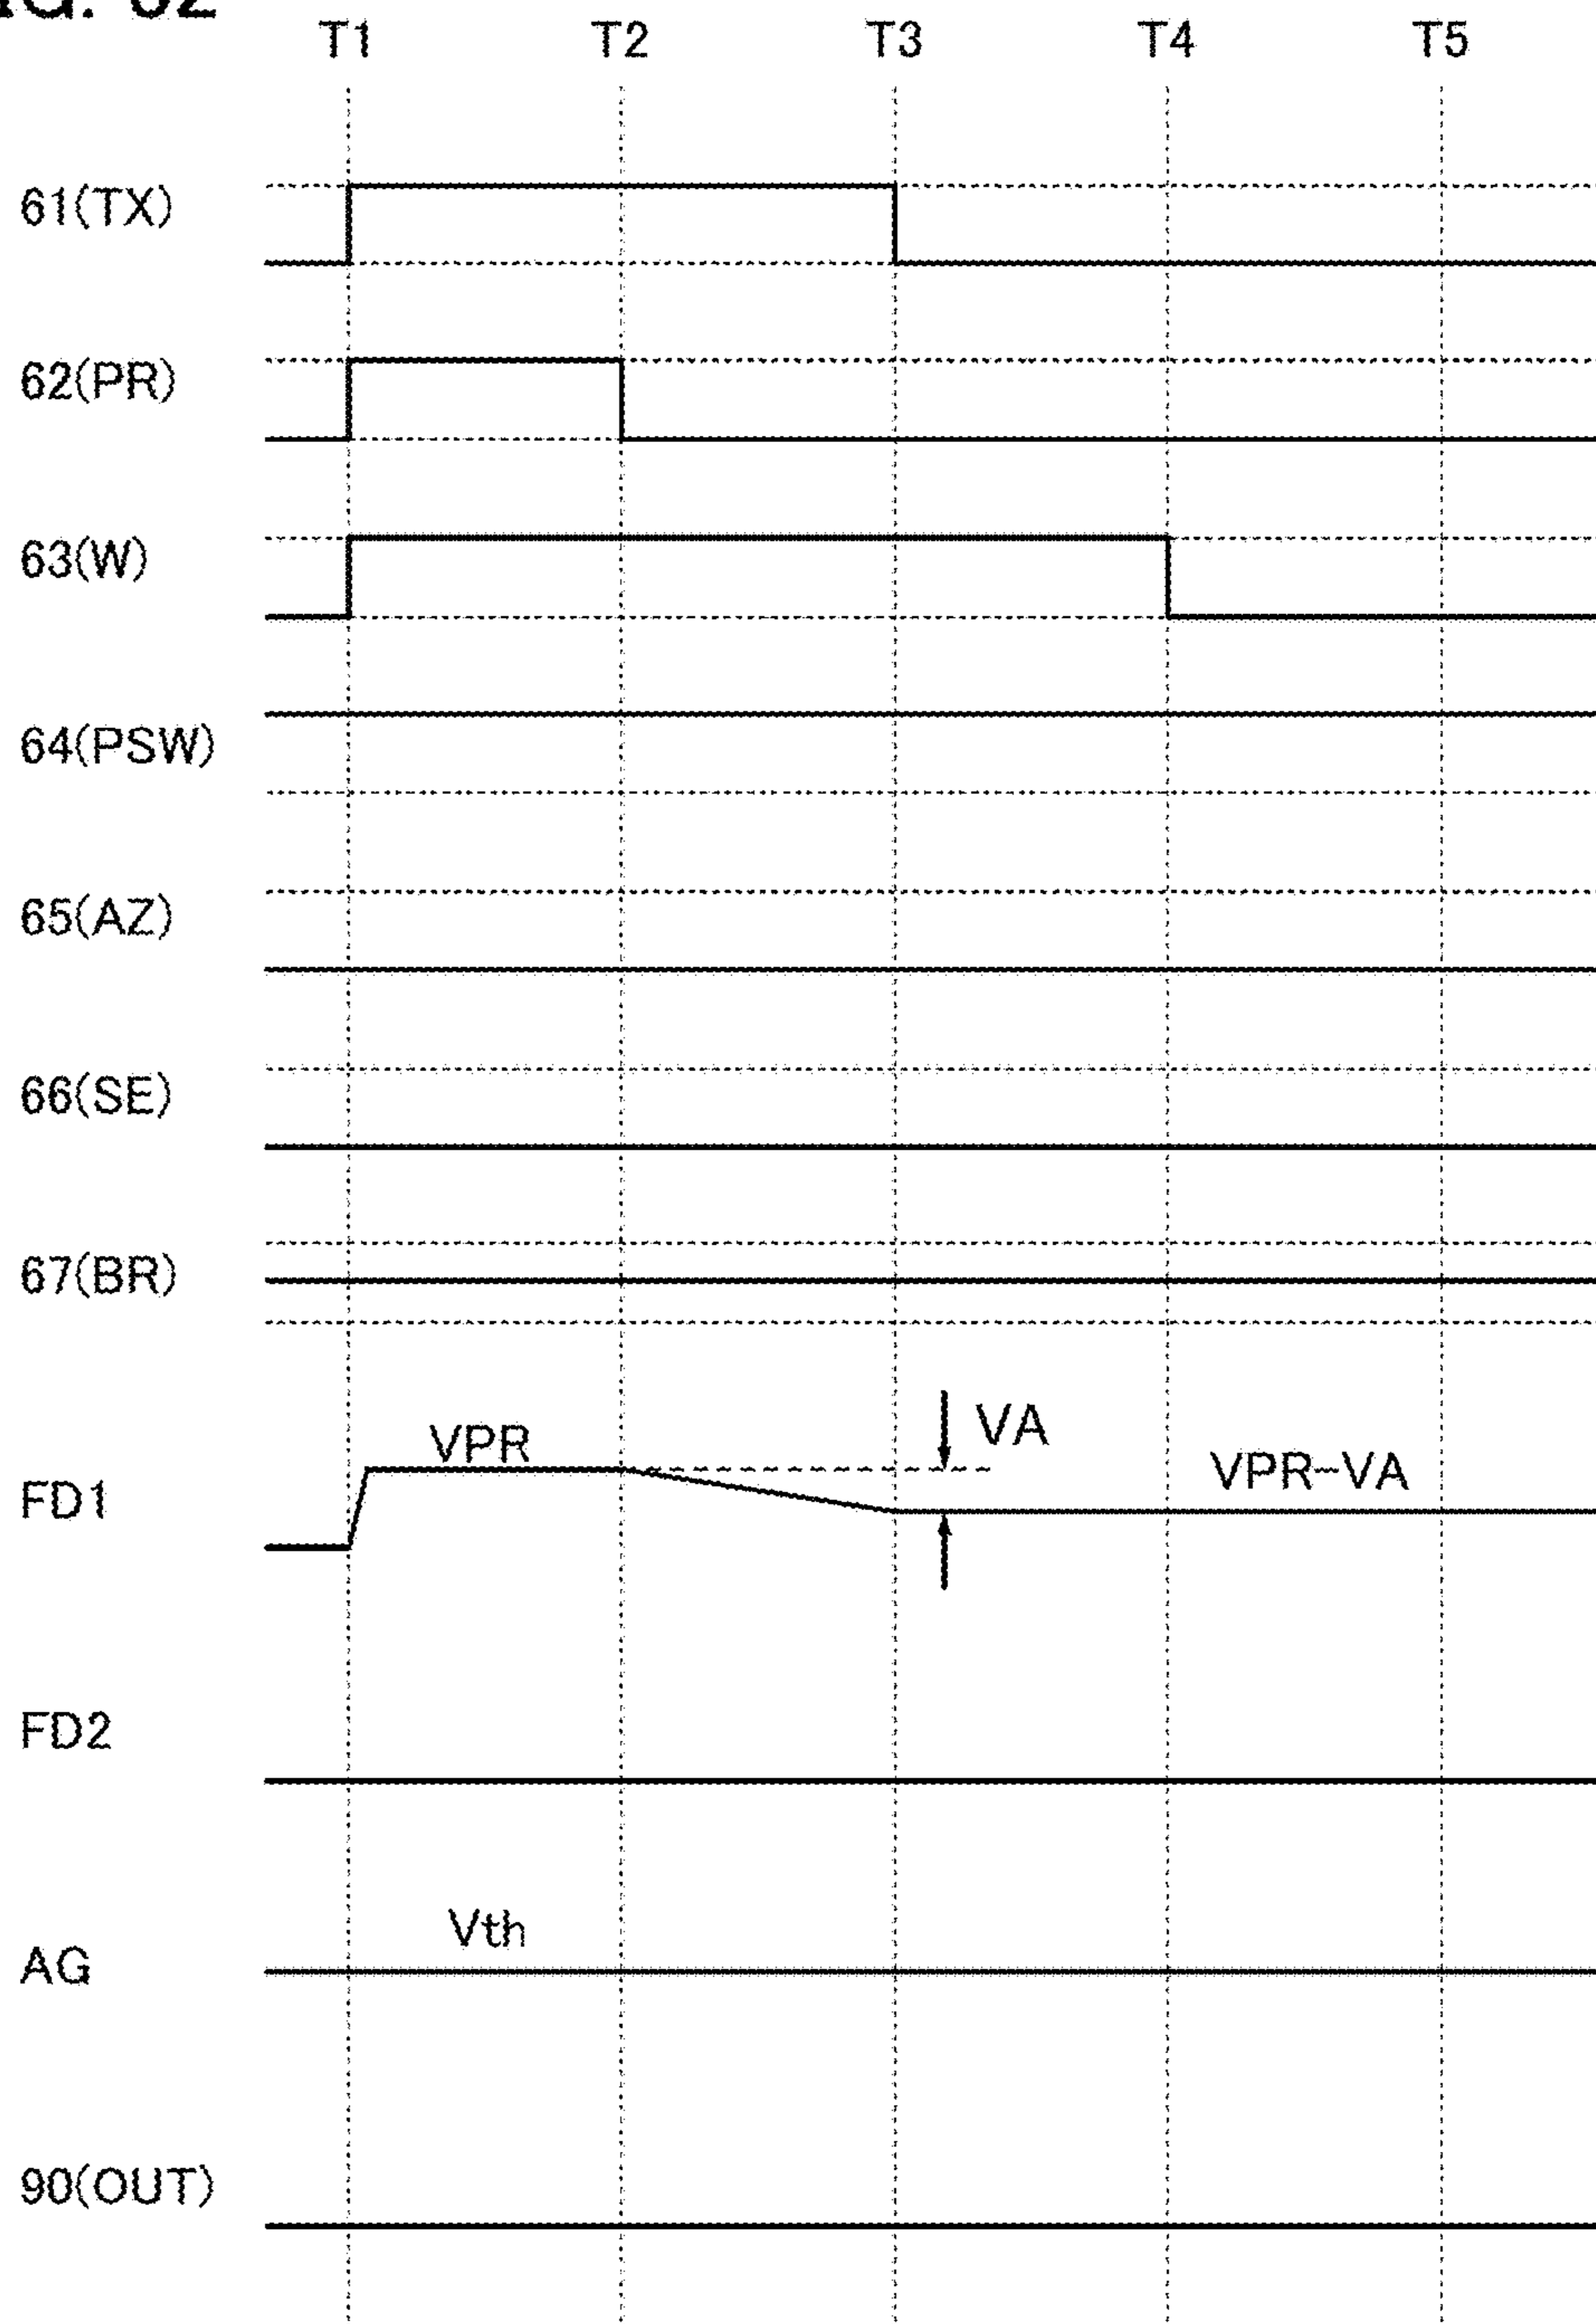 T1 T2 T3 T4 T5
61(TX)
62(PR)
63(W)
64(PSW)
65(AZ)
66(SE)
67(BR)
VPR VA VPR-VA
FD1
FD2
Vth
AG
90(OUT)